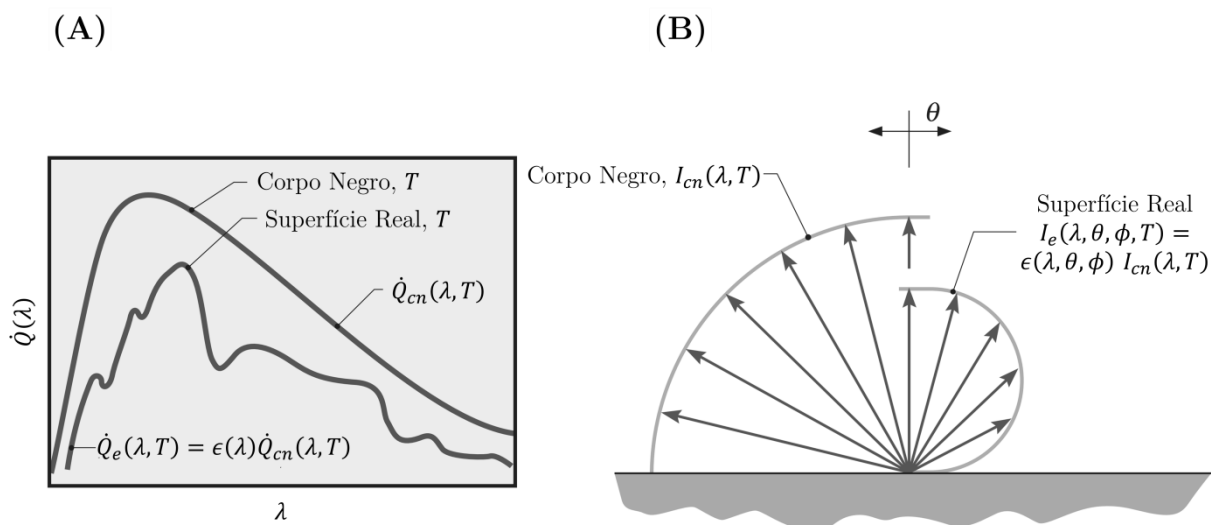 (A)
Corpo Negro, T
Superfície Real, T
Q̇cn(λ,T)
Q̇(λ)
Q̇e(λ,T) = ϵ(λ)Q̇cn(λ,T)
λ
(B)
θ
Corpo Negro, Icn(λ,T)
Superfície Real
Ie(λ,θ,ϕ,T) =
ϵ(λ,θ,ϕ) Icn(λ,T)